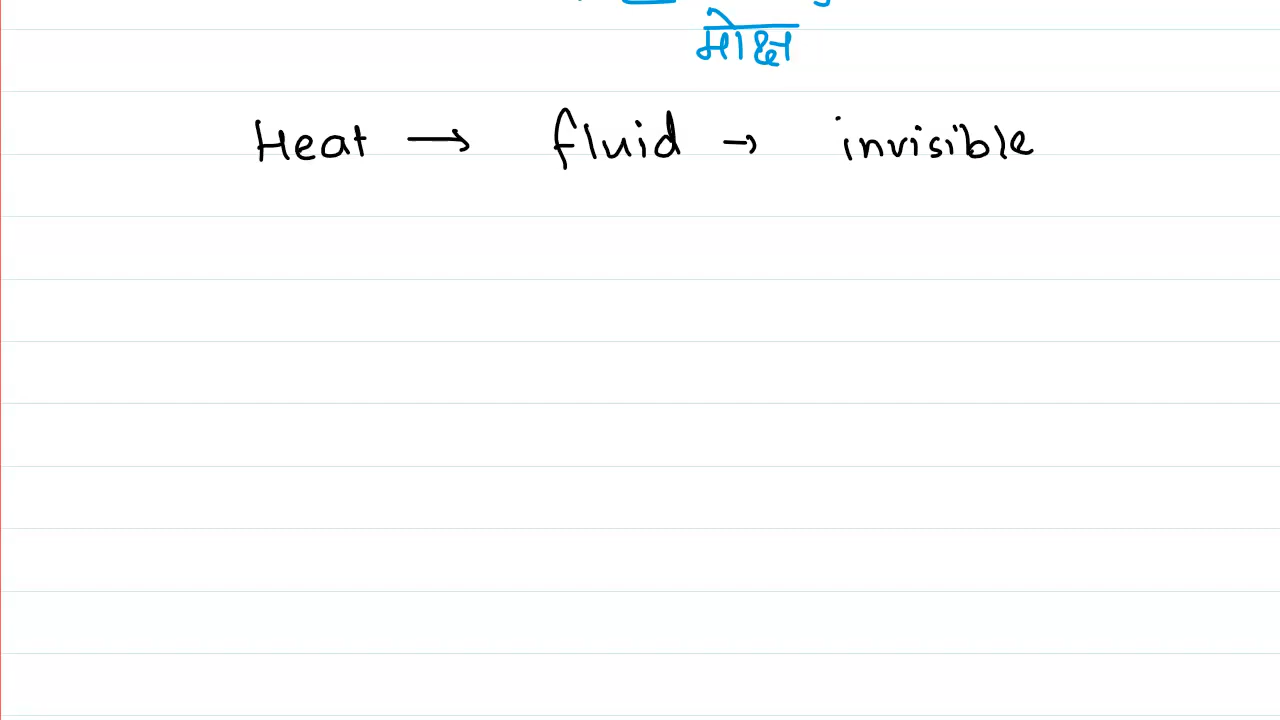 मोक्ष
Heat → fluid → invisible